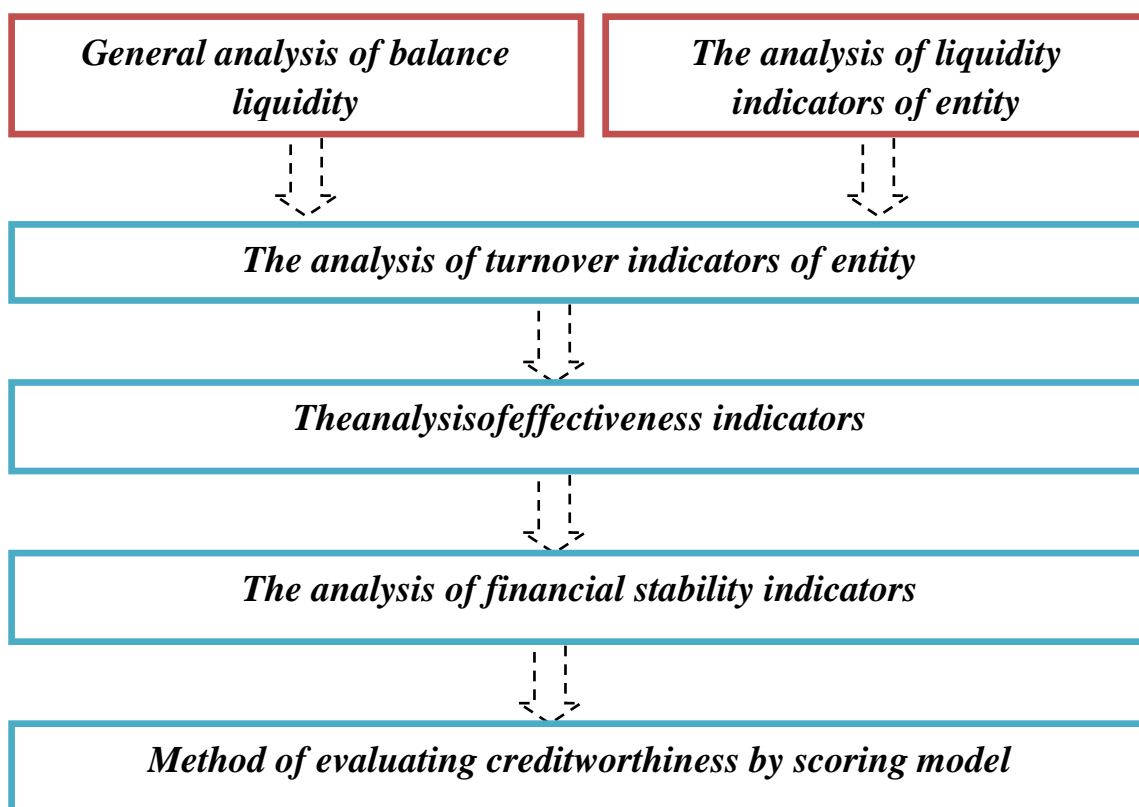 General analysis of balance
liquidity
The analysis of liquidity
indicators of entity
The analysis of turnover indicators of entity
Theanalysisofeffectiveness indicators
The analysis of financial stability indicators
Method of evaluating creditworthiness by scoring model